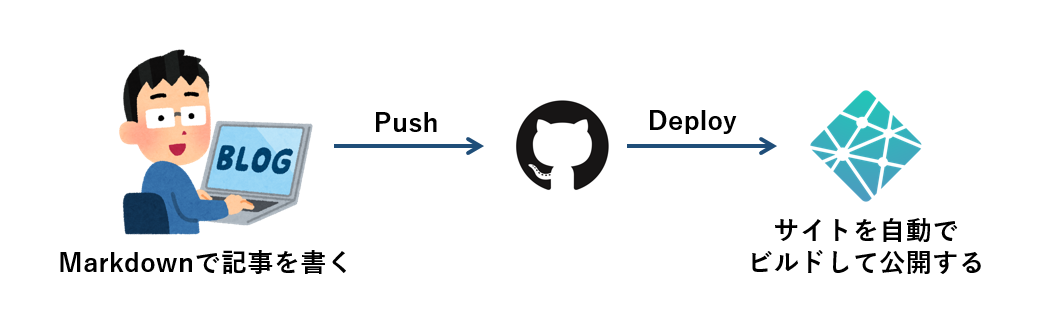 BLOG
Push
Deploy
Markdownで記事を書く
サイトを自動で
ビルドして公開する